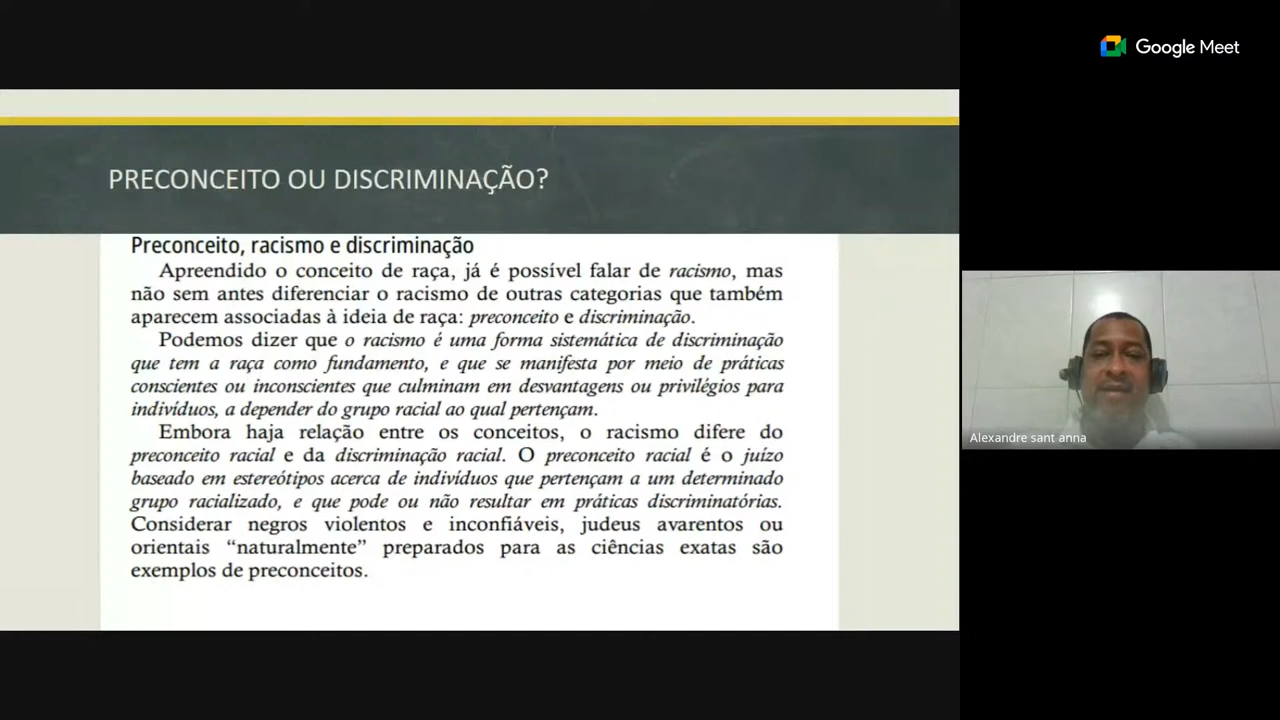 Google Meet
PRECONCEITO OU DISCRIMINAÇÃO?
Preconceito, racismo e discriminação
Apreendido o conceito de raça, já é possível falar de racismo, mas
não sem antes diferenciar o racismo de outras categorias que também
aparecem associadas à ideia de raça: preconceito e discriminação.
Podemos dizer que o racismo é uma forma sistemática de discriminação
que tem a raça como fundamento, e que se manifesta por meio de práticas
conscientes ou inconscientes que culminam em desvantagens ou privilégios para
indivíduos, a depender do grupo racial ao qual pertençam.
Embora haja relação entre os conceitos, o racismo difere do
preconceito racial e da discriminação racial. O preconceito racial é o juízo
baseado em estereótipos acerca de indivíduos que pertençam a um determinado
grupo racializado, e que pode ou não resultar em práticas discriminatórias.
Considerar negros violentos e inconfiáveis, judeus avarentos ou
orientais “naturalmente” preparados para as ciências exatas são
exemplos de preconceitos.
Alexandre sant anna